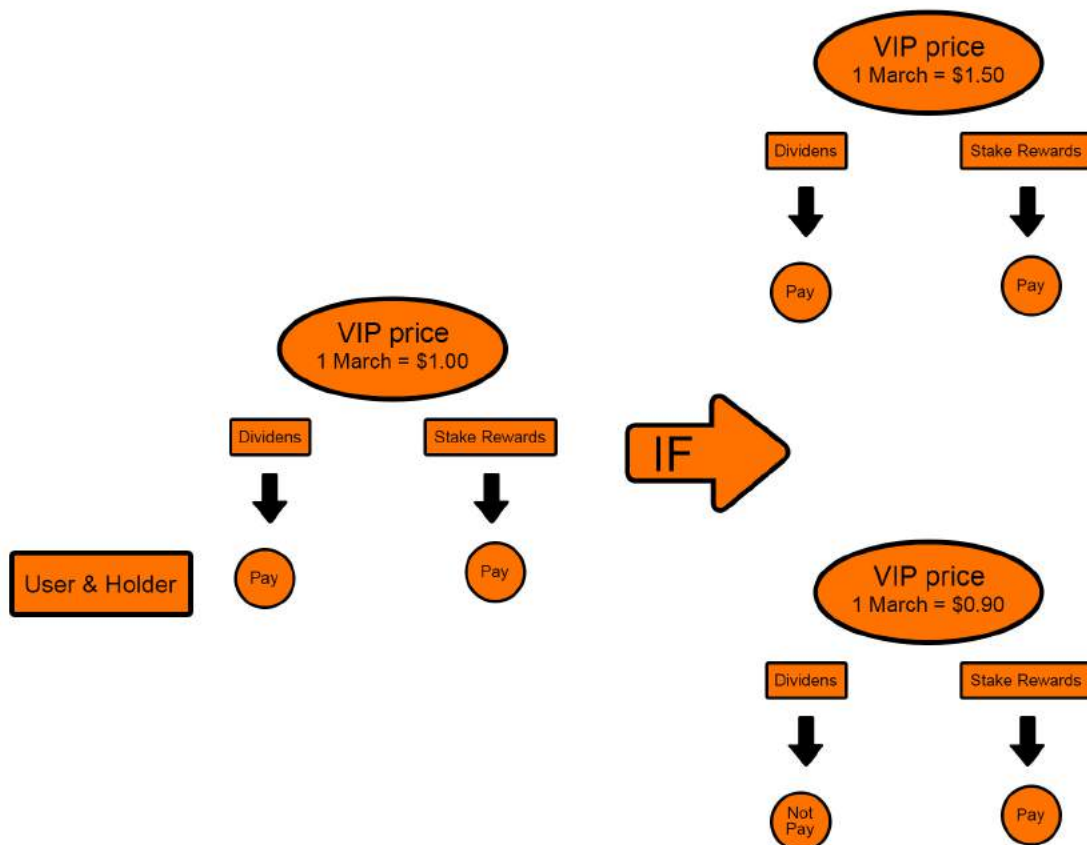 VIP price
1 March = $1.50
Dividens
Stake Rewards
Pay
Pay
VIP price
1 March = $1.00
Dividens
Stake Rewards
IF
User & Holder
Pay
Pay
VIP price
1 March = $0.90
Dividens
Stake Rewards
Not
Pay
Pay